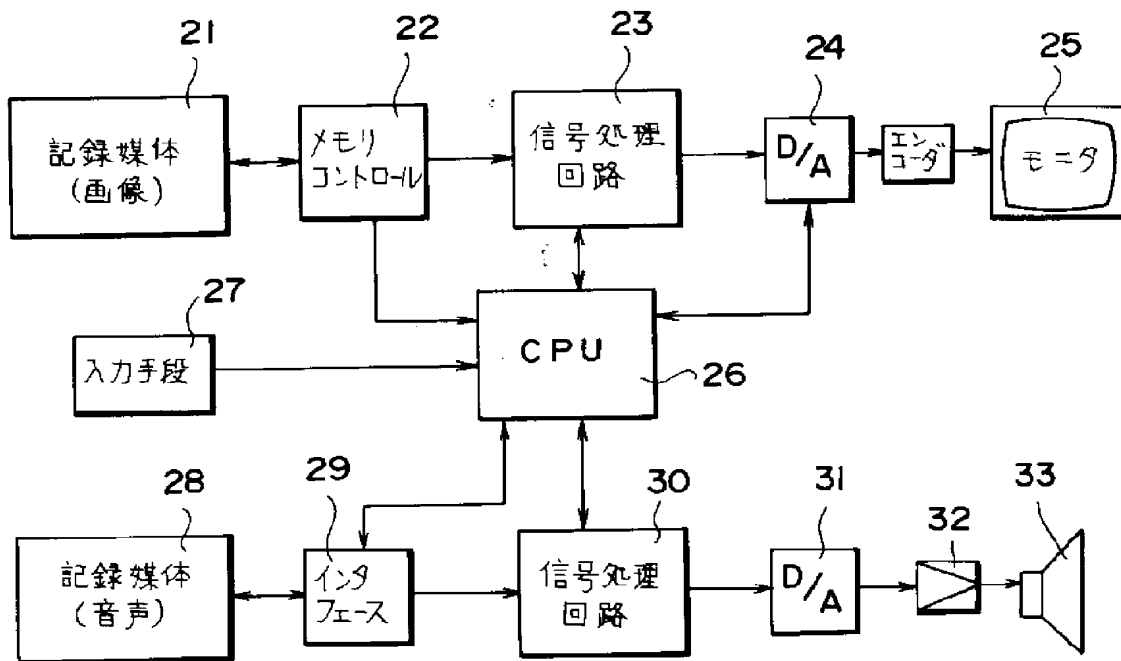 21
22
23
24
25
記録媒体
(画像)
メモリ
コントロール
信号処理
回路
D/A
エン
コーダ
モニタ
27
入力手段
CPU
26
28
29
30
31
32
33
記録媒体
(音声)
インタ
フェース
信号処理
回路
D/A